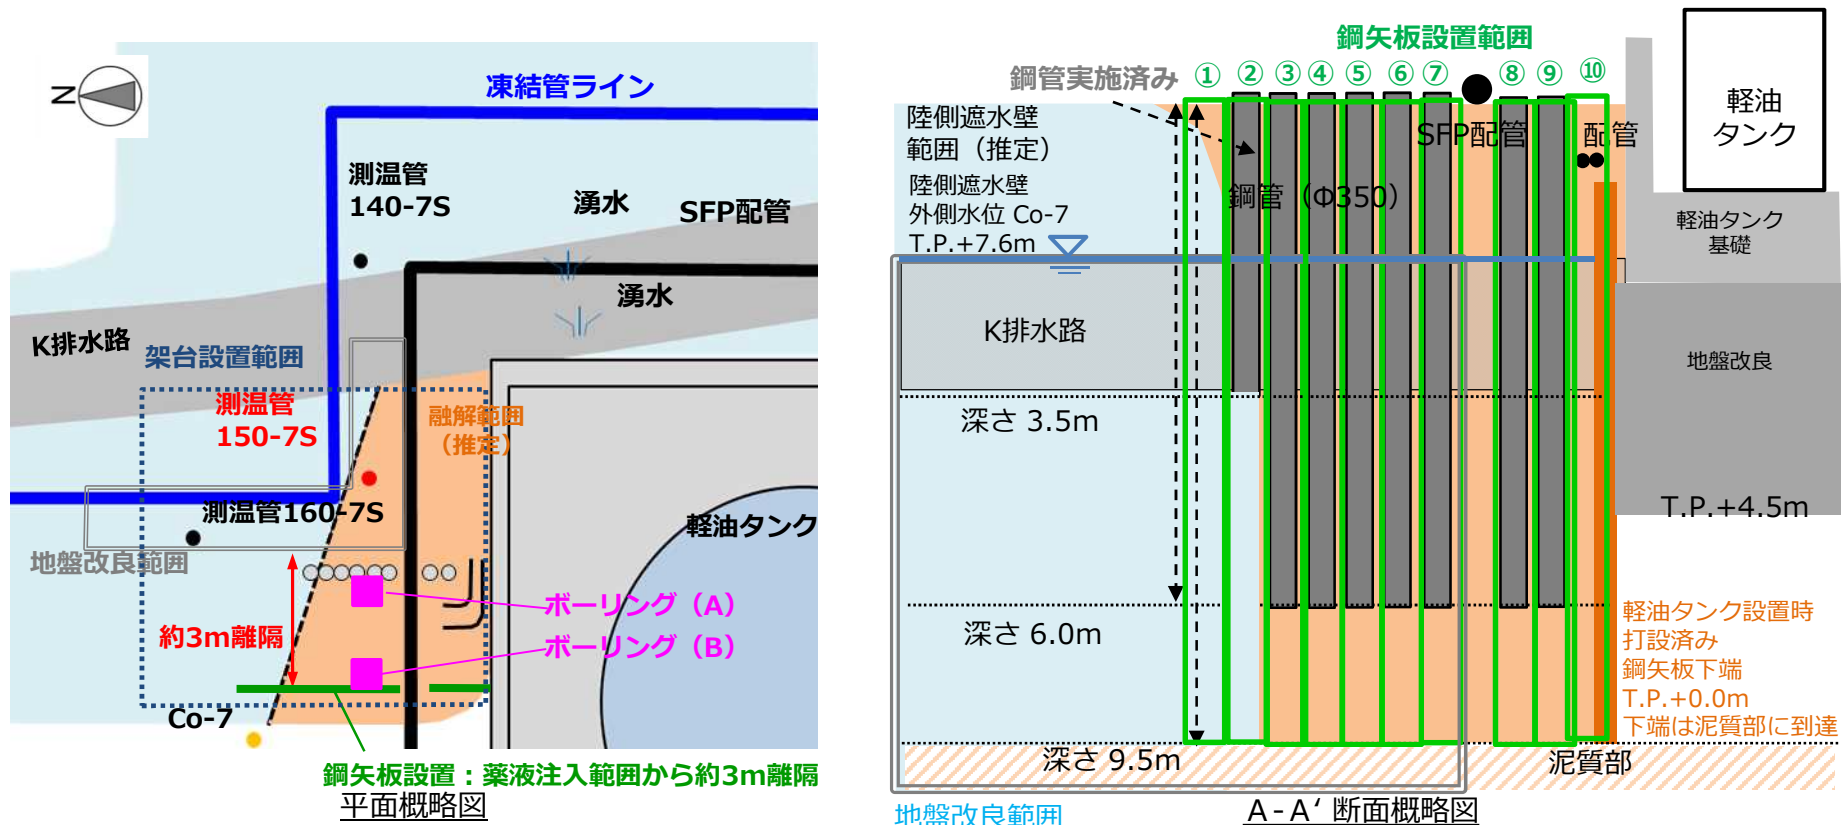 N
凍結管ライン
測温管
140-7S
湧水
SFP配管
湧水
K排水路
架台設置範囲
測温管
150-7S
融解範囲
（推定）
測温管160-7S
軽油タンク
地盤改良範囲
ボーリング（A）
約3m離隔
ボーリング（B）
Co-7
鋼矢板設置：薬液注入範囲から約3m離隔
平面概略図
鋼矢板設置範囲
鋼管実施済み
① ② ③ ④ ⑤ ⑥ ⑦ ⑧ ⑨ ⑩
陸側遮水壁
範囲（推定）
SFP配管
配管
軽油
タンク
陸側遮水壁
外側水位 Co-7
T.P.+7.6m
鋼管（Φ350）
軽油タンク
基礎
K排水路
地盤改良
深さ 3.5m
T.P.+4.5m
深さ 6.0m
軽油タンク設置時
打設済み
鋼矢板下端
T.P.+0.0m
下端は泥質部に到達
深さ 9.5m
泥質部
地盤改良範囲
A-A‘ 断面概略図